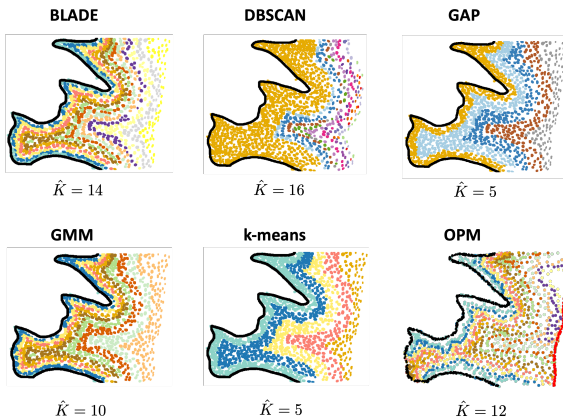 BLADE DBSCAN GAP
K̂ = 14 K̂ = 16 K̂ = 5
GMM k-means OPM
K̂ = 10 K̂ = 5 K̂ = 12